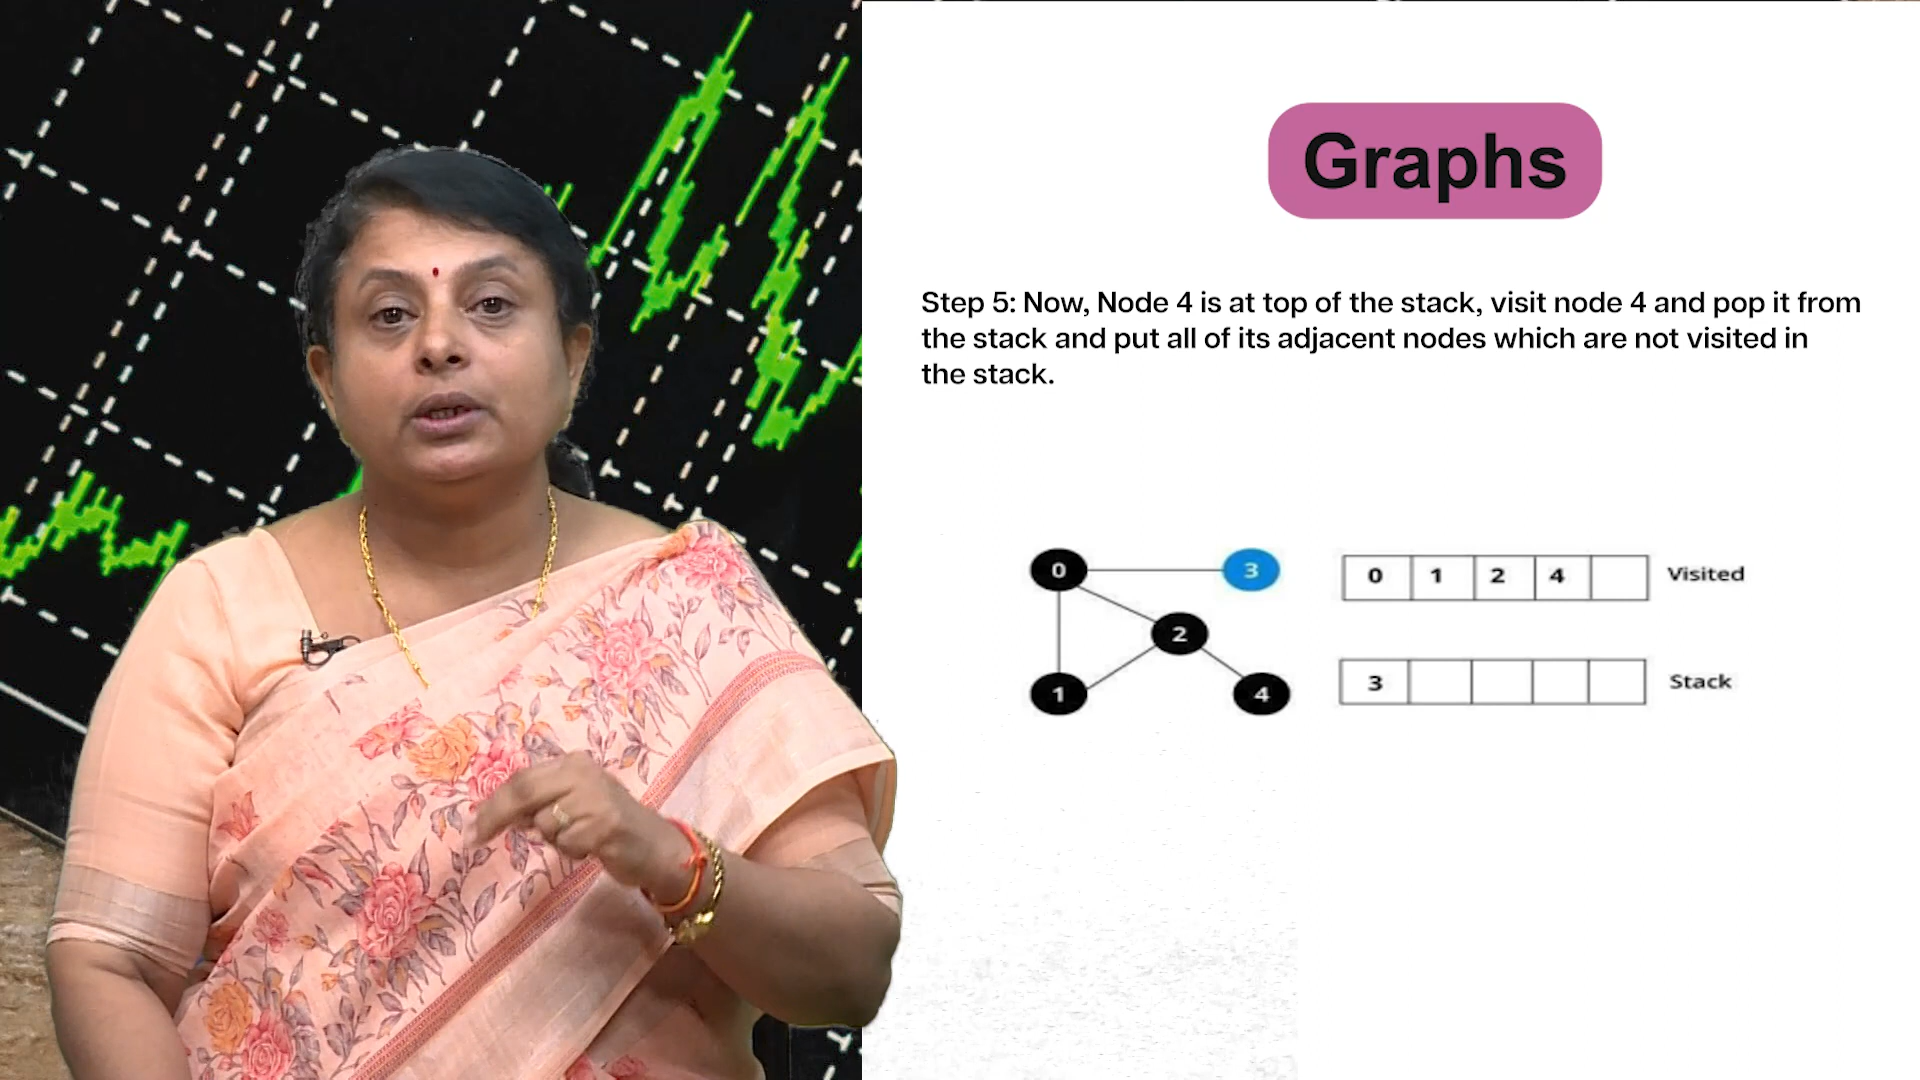 Graphs
Step 5: Now, Node 4 is at top of the stack, visit node 4 and pop it from
the stack and put all of its adjacent nodes which are not visited in
the stack.
0 3
0 1 2 4 Visited
2
1 4
3 Stack